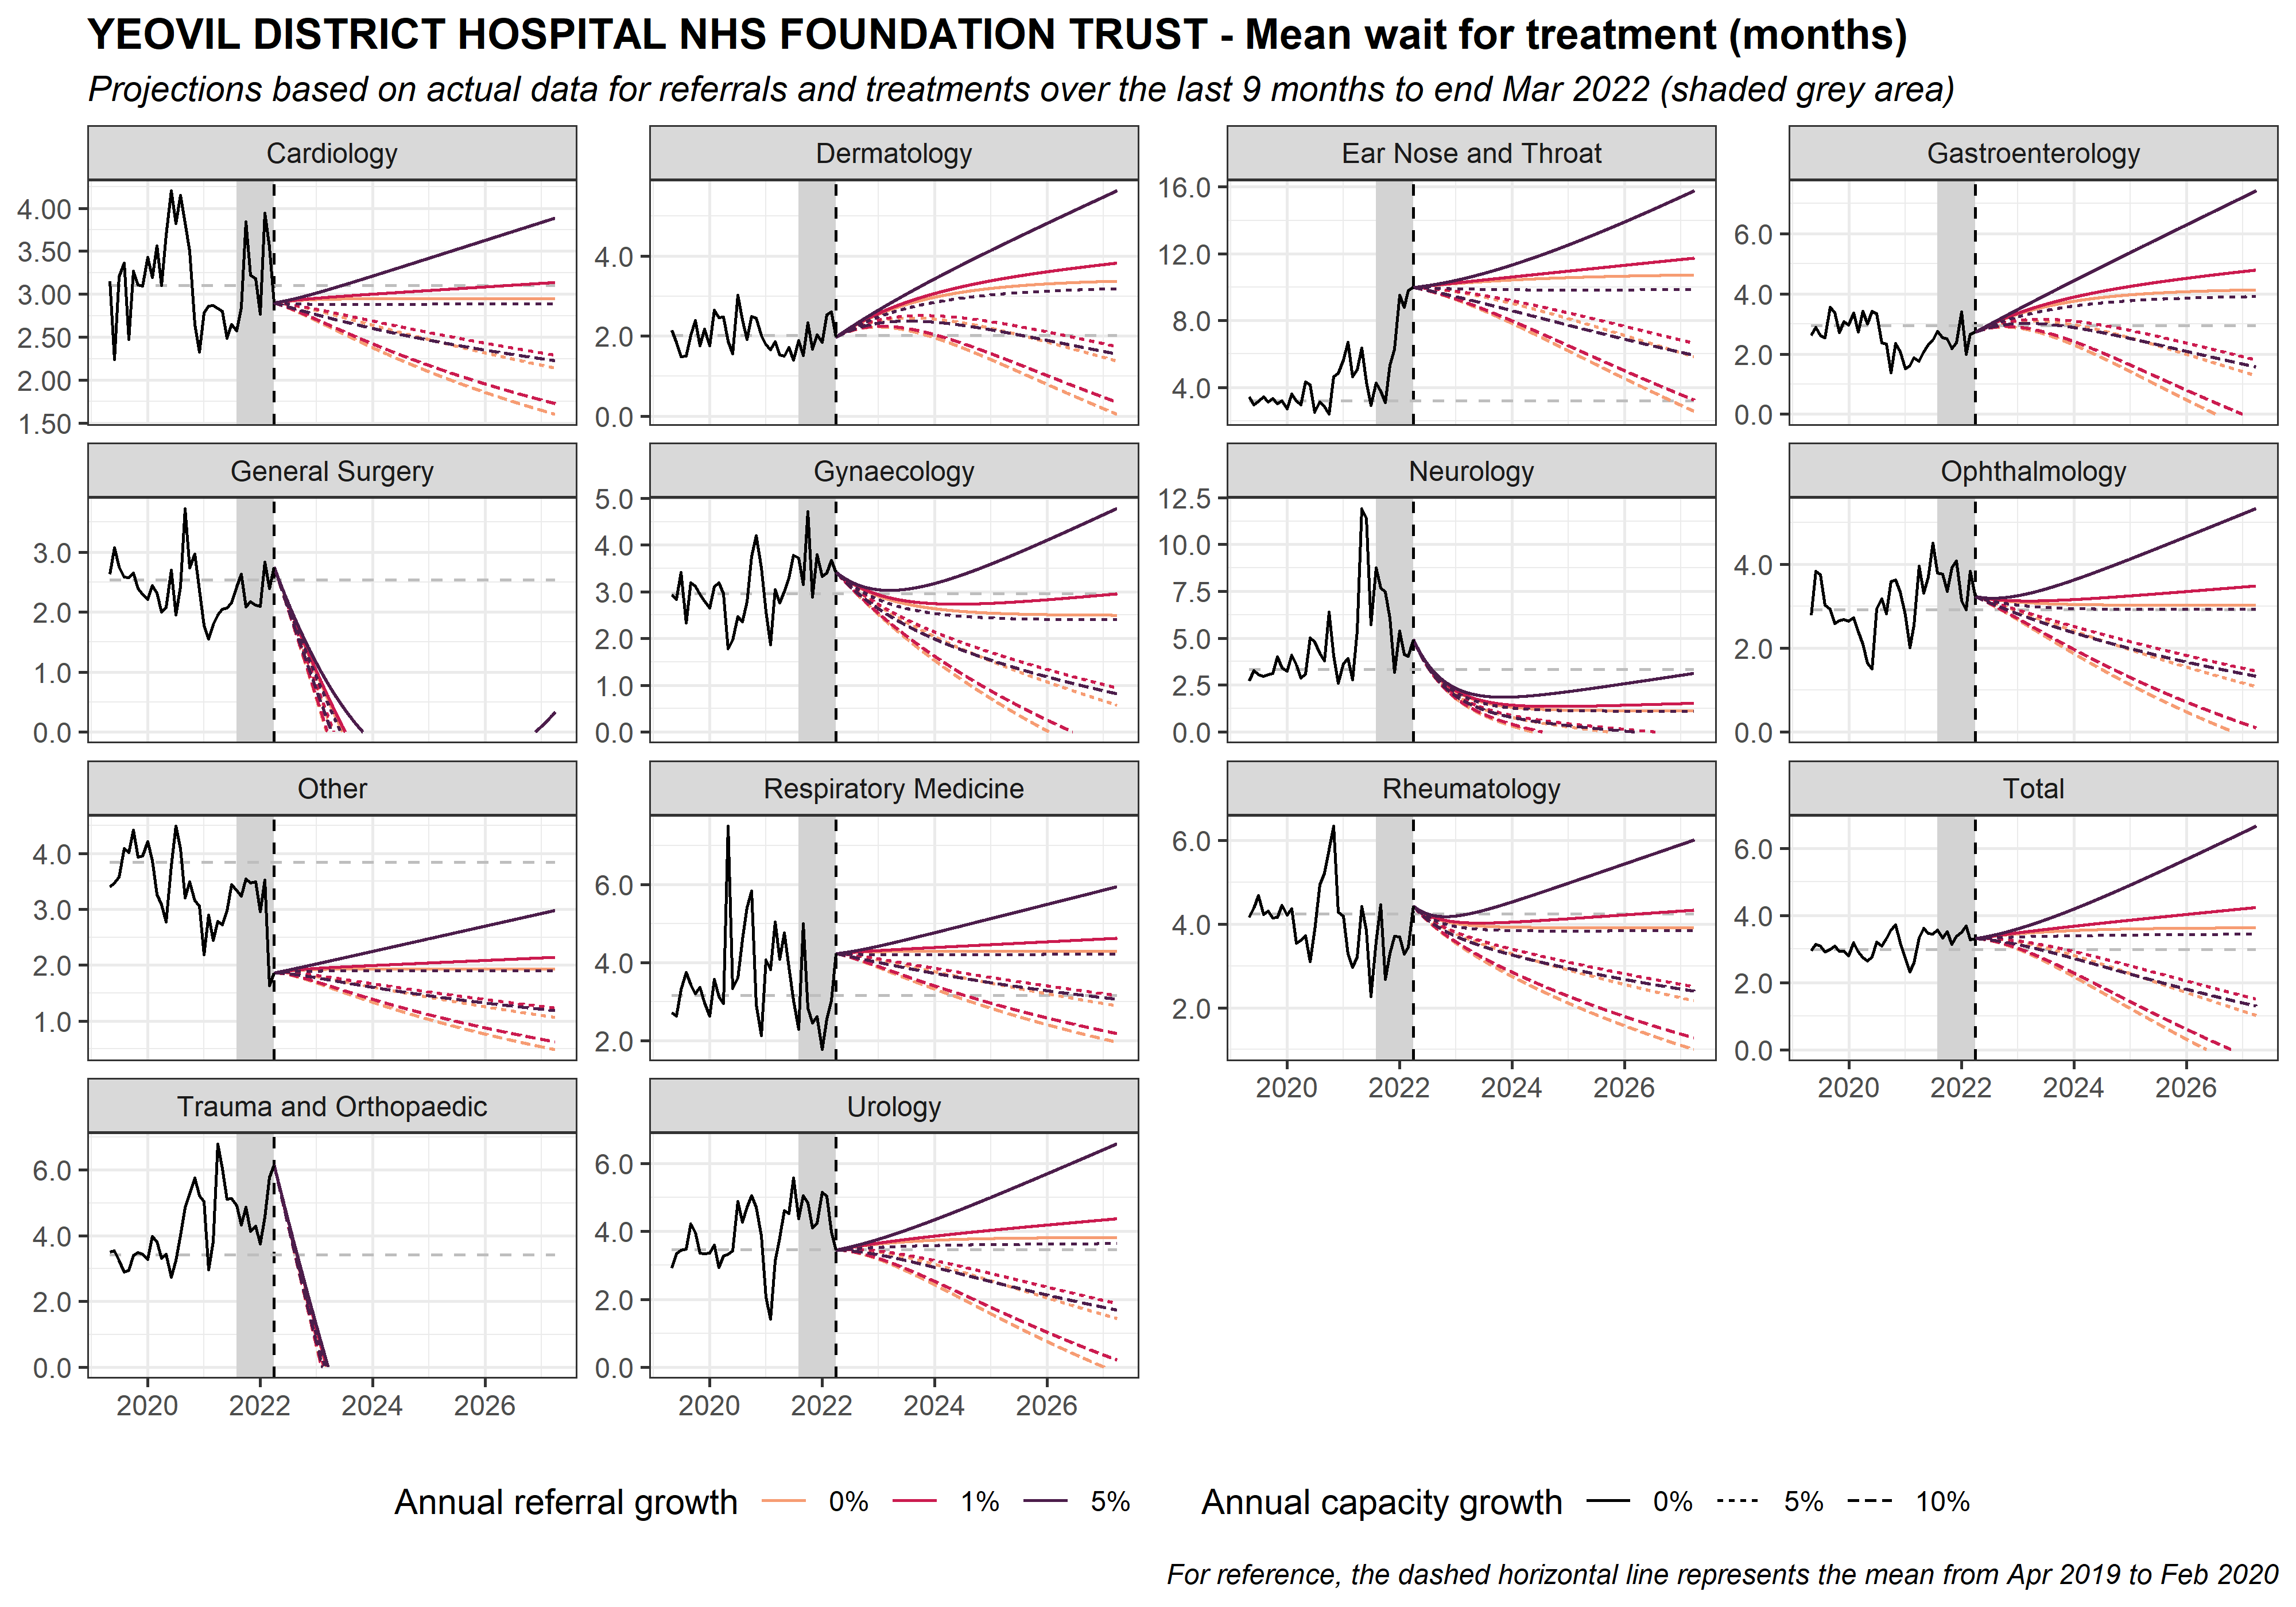 YEOVIL DISTRICT HOSPITAL NHS FOUNDATION TRUST - Mean wait for treatment (months)
Projections based on actual data for referrals and treatments over the last 9 months to end Mar 2022 (shaded grey area)
Cardiology
4.00
3.50
3.00
2.50
2.00
1.50
Dermatology
4.0
2.0
0.0
Ear Nose and Throat
16.0
12.0
8.0
4.0
Gastroenterology
6.0
4.0
2.0
0.0
General Surgery
3.0
2.0
1.0
0.0
Gynaecology
5.0
4.0
3.0
2.0
1.0
0.0
Neurology
12.5
10.0
7.5
5.0
2.5
0.0
Ophthalmology
4.0
2.0
0.0
Other
4.0
3.0
2.0
1.0
Respiratory Medicine
6.0
4.0
2.0
Rheumatology
6.0
4.0
2.0
2020 2022 2024 2026
Total
6.0
4.0
2.0
0.0
2020 2022 2024 2026
Trauma and Orthopaedic
6.0
4.0
2.0
0.0
2020 2022 2024 2026
Urology
6.0
4.0
2.0
0.0
2020 2022 2024 2026
Annual referral growth 0% 1% 5%
Annual capacity growth 0% 5% 10%
For reference, the dashed horizontal line represents the mean from Apr 2019 to Feb 2020